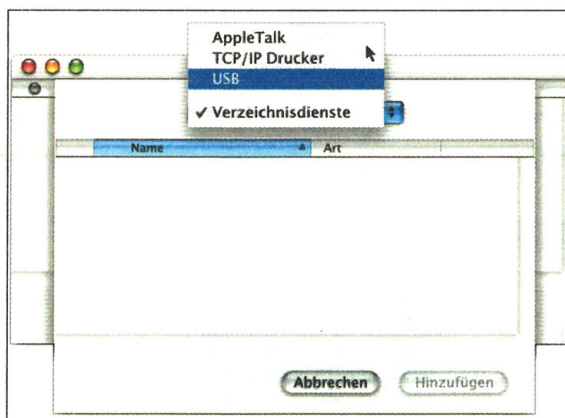 AppleTalk
TCP/IP Drucker
USB
✓ Verzeichnisdienste
Name Art
Abbrechen Hinzufügen